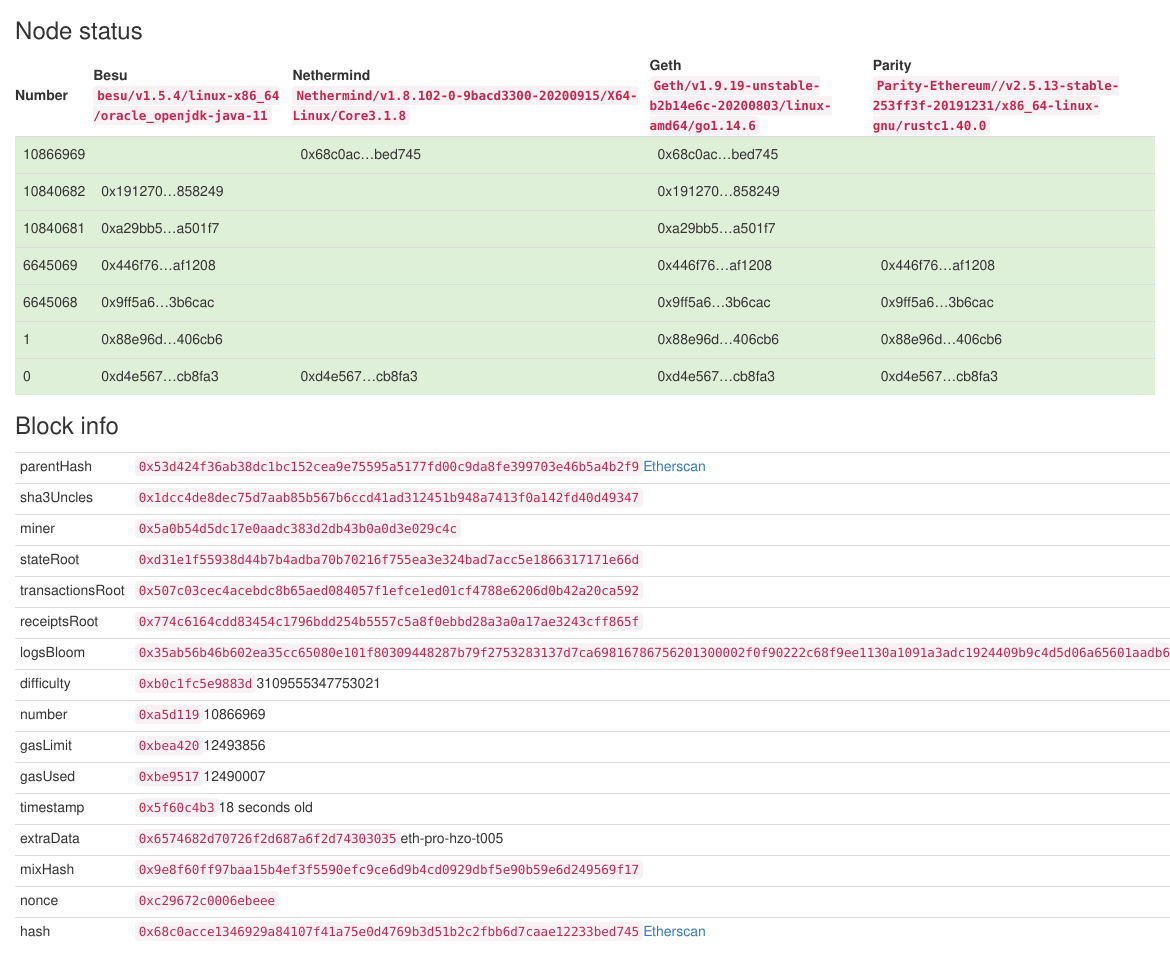 Node status
Number Besu besu/v1.5.4/linux-x86_64/oracle_openjdk-java-11 Nethermind Nethermind/v1.8.102-0-9bacd3300-20200915/X64-Linux/Core3.1.8 Geth Geth/v1.9.19-unstable-b2b14e6c-20200803/linux-amd64/go1.14.6 Parity Parity-Ethereum//v2.5.13-stable-253ff3f-20191231/x86_64-linux-gnu/rustc1.40.0
10866969 0x68c0ac…bed745 0x68c0ac…bed745
10840682 0x191270…858249 0x191270…858249
10840681 0xa29bb5…a501f7 0xa29bb5…a501f7
6645069 0x446f76…af1208 0x446f76…af1208 0x446f76…af1208
6645068 0x9ff5a6…3b6cac 0x9ff5a6…3b6cac 0x9ff5a6…3b6cac
1 0x88e96d…406cb6 0x88e96d…406cb6 0x88e96d…406cb6
0 0xd4e567…cb8fa3 0xd4e567…cb8fa3 0xd4e567…cb8fa3 0xd4e567…cb8fa3
Block info
parentHash 0x53d424f36ab38dc1bc152cea9e75595a5177fd00c9da8fe399703e46b5a4b2f9 Etherscan
sha3Uncles 0x1dcc4de8dec75d7aab85b567b6ccd41ad312451b948a7413f0a142fd40d49347
miner 0x5a0b54d5dc17e0aadc383d2db43b0a0d3e029c4c
stateRoot 0xd31e1f55938d44b7b4adba70b70216f755ea3e324bad7acc5e1866317171e66d
transactionsRoot 0x507c03cec4acebdc8b65aed084057f1efce1ed01cf4788e6206d0b42a20ca592
receiptsRoot 0x774c6164cdd83454c1796bdd254b5557c5a8f0ebbd28a3a0a17ae3243cff865f
logsBloom 0x35ab56b46b602ea35cc65080e101f80309448287b79f2753283137d7ca69816786756201300002f0f90222c68f9ee1130a1091a3adc1924409b9c4d5d06a65601aadb6
difficulty 0xb0c1fc5e9883d 3109555347753021
number 0xa5d119 10866969
gasLimit 0xbea420 12493856
gasUsed 0xbe9517 12490007
timestamp 0x5f60c4b3 18 seconds old
extraData 0x6574682d70726f2d687a6f2d74303035 eth-pro-hzo-t005
mixHash 0x9e8f60ff97baa15b4ef3f5590efc9ce6d9b4cd0929dbf5e90b59e6d249569f17
nonce 0xc29672c0006ebeee
hash 0x68c0acce1346929a84107f41a75e0d4769b3d51b2c2fbb6d7caae12233bed745 Etherscan